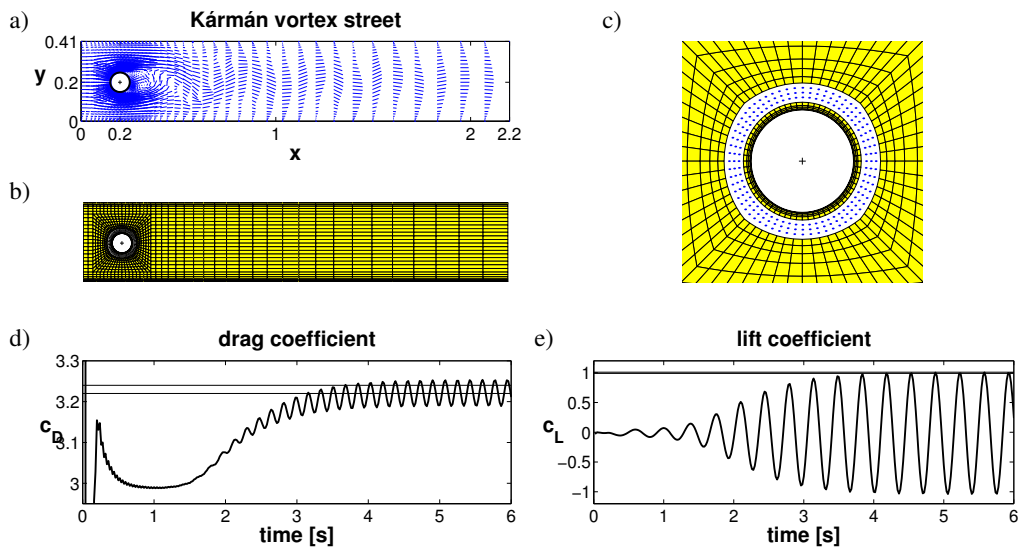 a)
Kármán vortex street
0.41
y
0.2
0
0 0.2 1 2 2.2
x
b)
c)
d)
drag coefficient
3.3
3.2
c_D
3.1
3
0 1 2 3 4 5 6
time [s]
e)
lift coefficient
1
0.5
c_L
0
−0.5
−1
0 1 2 3 4 5 6
time [s]